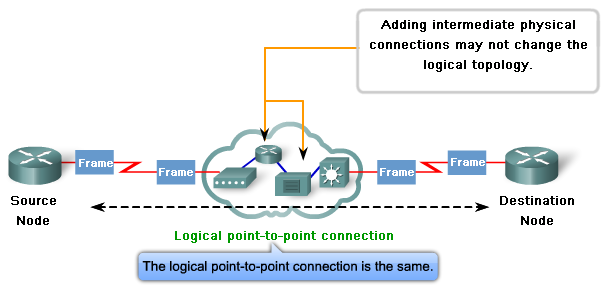 Adding intermediate physical
connections may not change the
logical topology.
Frame
Frame
Frame
Frame
Source
Node
Destination
Node
Logical point-to-point connection
The logical point-to-point connection is the same.